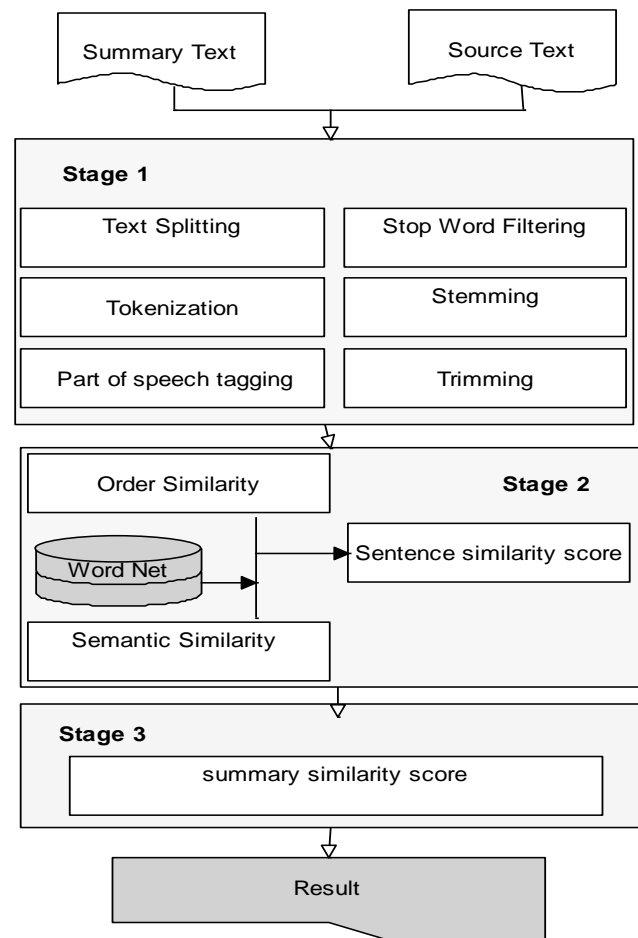 Summary Text
Source Text
Stage 1
Text Splitting
Stop Word Filtering
Tokenization
Stemming
Part of speech tagging
Trimming
Order Similarity
Stage 2
Word Net
Sentence similarity score
Semantic Similarity
Stage 3
summary similarity score
Result